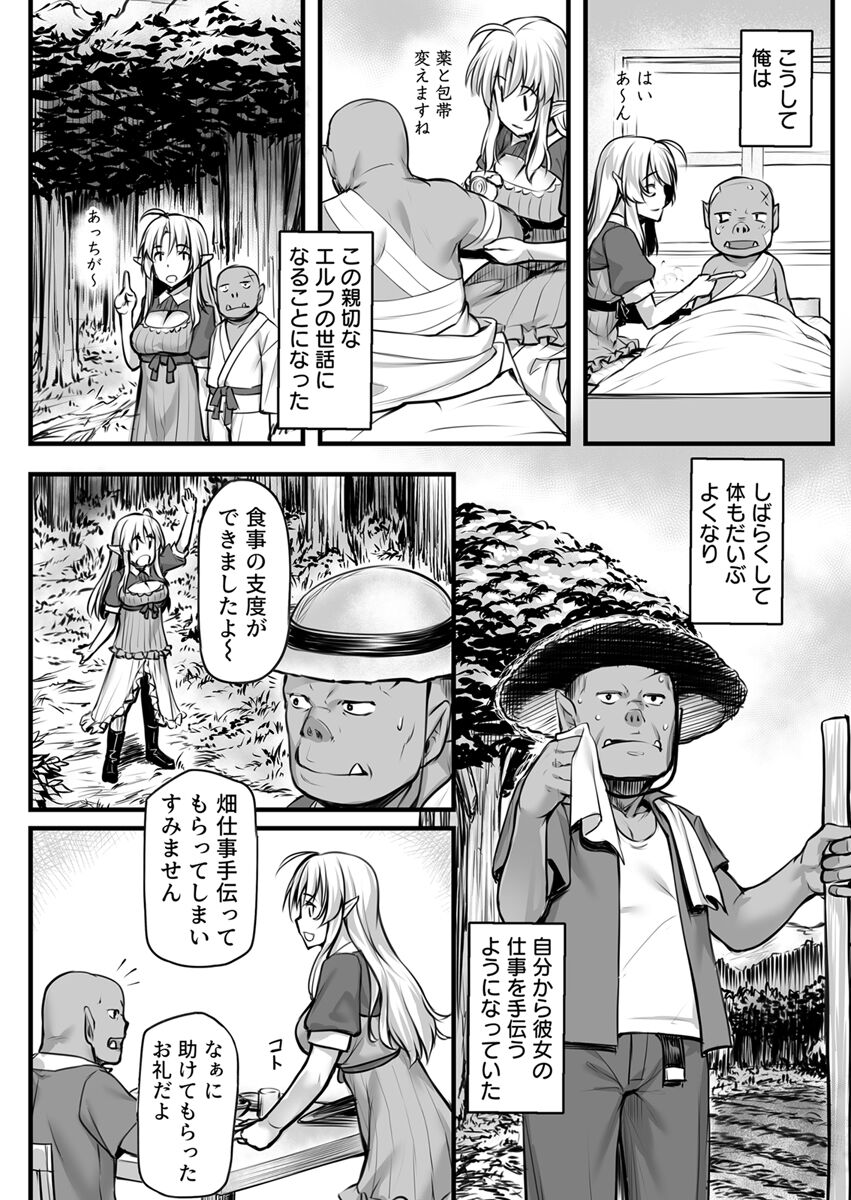 こうして
俺は
はい
あ～ん
薬と包帯
変えますね
この親切な
エルフの世話に
なることになった
あっちが～
しばらくして
体もだいぶ
よくなり
自分から彼女の
仕事を手伝う
ようになっていた
食事の支度が
できましたよ～
畑仕事手伝って
もらってしまい
すみません
コト
なぁに
助けてもらった
お礼だよ